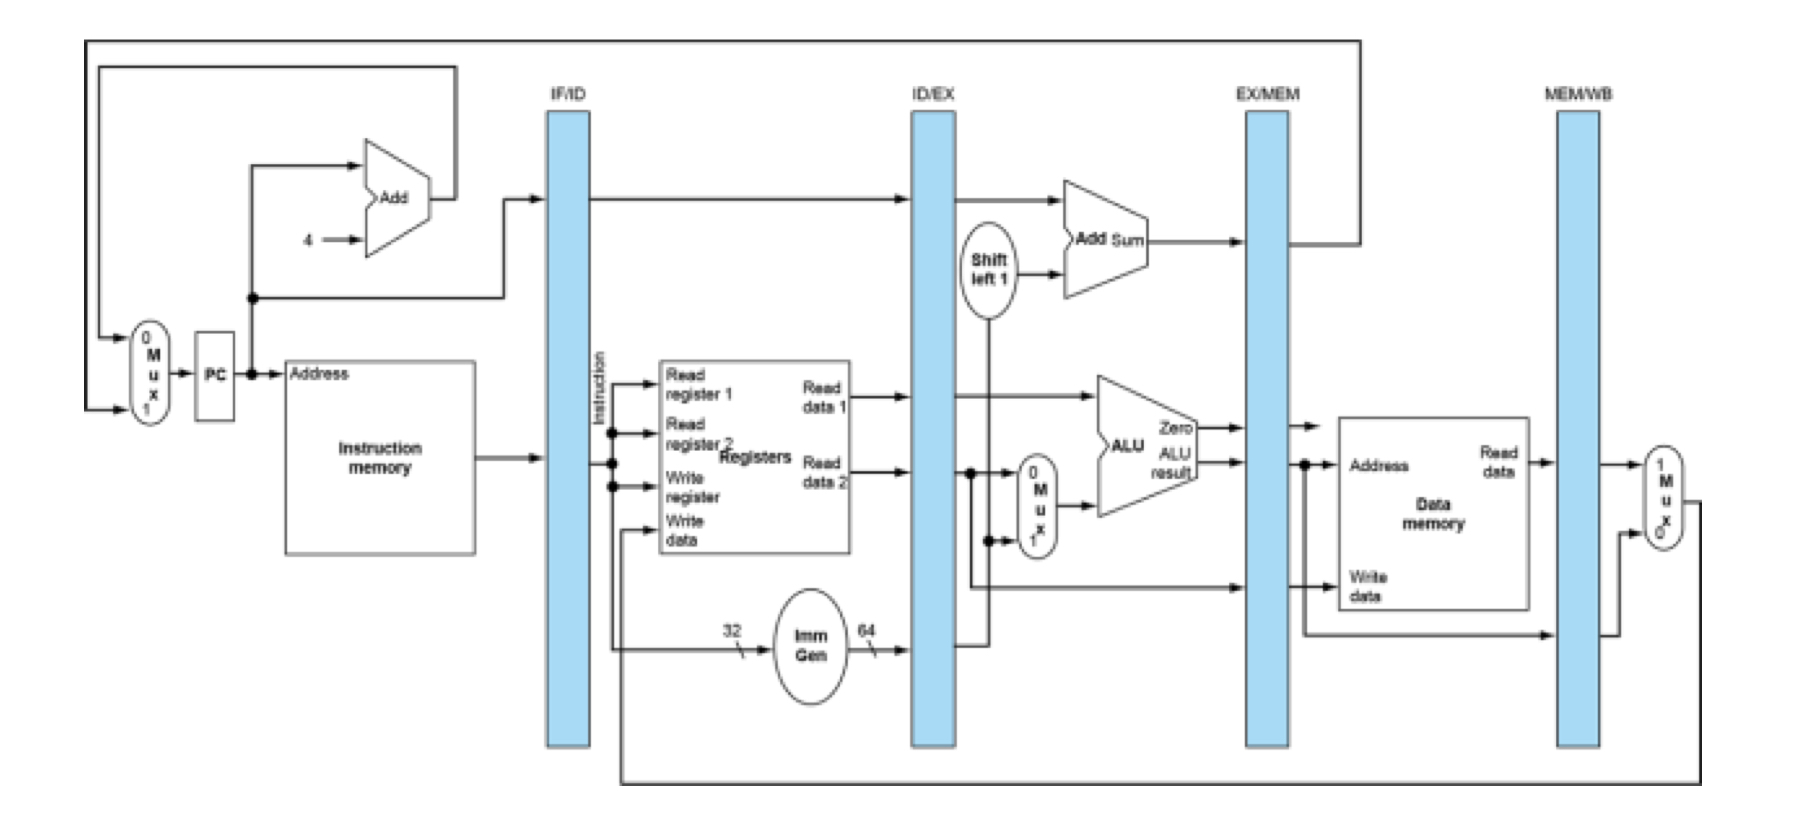 IF/ID
ID/EX
EX/MEM
MEM/WB
Add
4
Add Sum
Shift
left 1
0
M
u
x
1
PC
Address
Instruction
memory
Instruction
Read
register 1
Read
register 2
Registers
Write
register
Write
data
Read
data 1
Read
data 2
0
M
u
x
1
Zero
ALU
ALU
result
Address
Read
data
Data
memory
Write
data
1
M
u
x
0
32
Imm
Gen
64